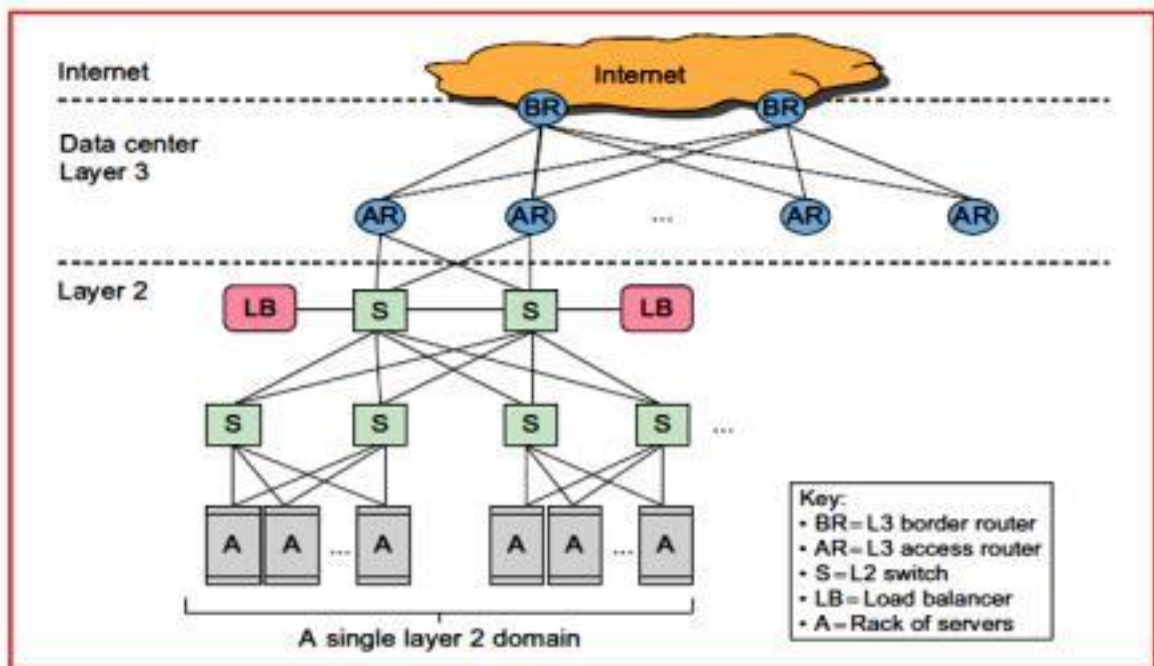 Internet
Internet
BR BR
Data center
Layer 3
AR AR ... AR AR
Layer 2
LB S S LB
S S S S ...
A A ... A A A ... A
A single layer 2 domain
Key:
• BR = L3 border router
• AR = L3 access router
• S = L2 switch
• LB = Load balancer
• A = Rack of servers